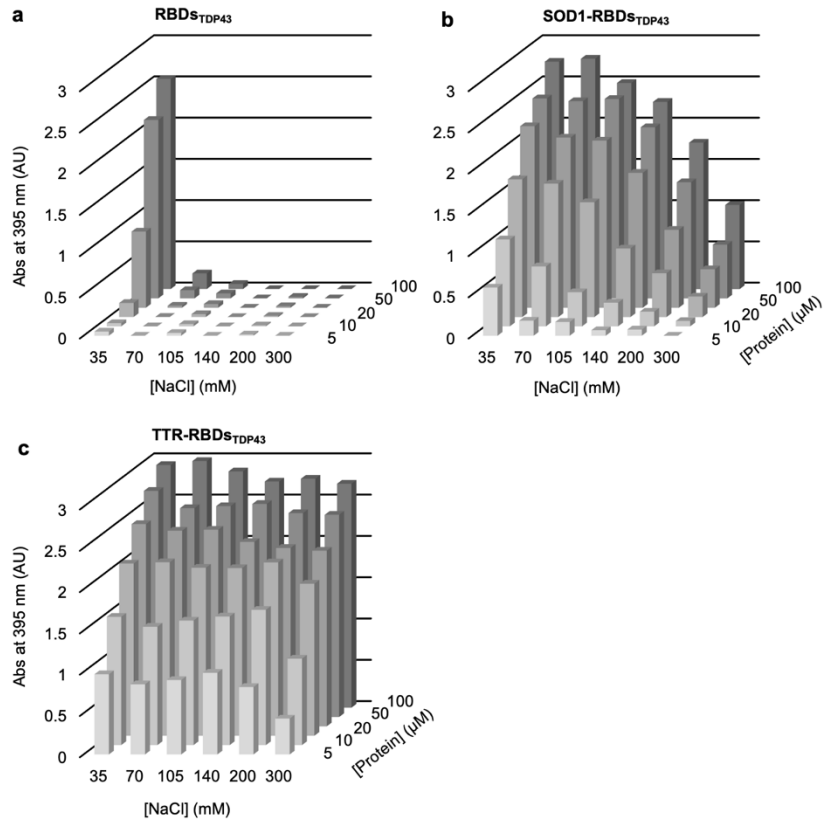 a
RBDsTDP43
Abs at 395 nm (AU)
3
2.5
2
1.5
1
0.5
0
35 70 105 140 200 300
[NaCl] (mM)
5 10 20 50 100
b
SOD1-RBDsTDP43
3
2.5
2
1.5
1
0.5
0
35 70 105 140 200 300
[NaCl] (mM)
5 10 20 50 100
[Protein] (µM)
c
TTR-RBDsTDP43
Abs at 395 nm (AU)
3
2.5
2
1.5
1
0.5
0
35 70 105 140 200 300
[NaCl] (mM)
5 10 20 50 100
[Protein] (µM)